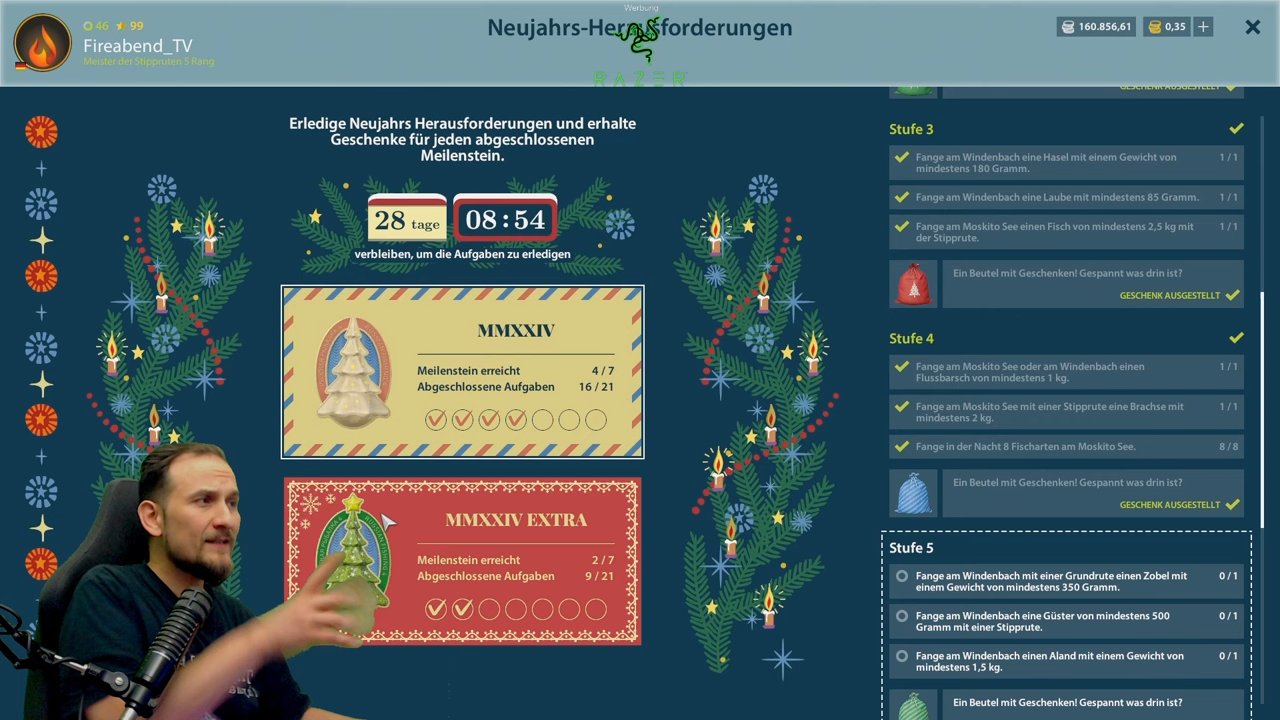 Werbung
46 99
Fireabend_TV
Meister der Stippruten 5 Rang
Neujahrs-Herausforderungen
RAZER
160.856,61
0,35
Erledige Neujahrs Herausforderungen und erhalte
Geschenke für jeden abgeschlossenen
Meilenstein.
28 tage
08:54
verbleiben, um die Aufgaben zu erledigen
MMXXIV
Meilenstein erreicht 4 / 7
Abgeschlossene Aufgaben 16 / 21
MMXXIV EXTRA
Meilenstein erreicht 2 / 7
Abgeschlossene Aufgaben 9 / 21
GESCHENK AUSGESTELLT
Stufe 3
Fange am Windenbach eine Hasel mit einem Gewicht von 1 / 1
mindestens 180 Gramm.
Fange am Windenbach eine Laube mit mindestens 85 Gramm. 1 / 1
Fange am Moskito See einen Fisch von mindestens 2,5 kg mit 1 / 1
der Stipprute.
Ein Beutel mit Geschenken! Gespannt was drin ist?
GESCHENK AUSGESTELLT
Stufe 4
Fange am Moskito See oder am Windenbach einen 1 / 1
Flussbarsch von mindestens 1 kg.
Fange am Moskito See mit einer Stipprute eine Brachse mit 1 / 1
mindestens 2 kg.
Fange in der Nacht 8 Fischarten am Moskito See. 8 / 8
Ein Beutel mit Geschenken! Gespannt was drin ist?
GESCHENK AUSGESTELLT
Stufe 5
Fange am Windenbach mit einer Grundrute einen Zobel mit 0 / 1
einem Gewicht von mindestens 350 Gramm.
Fange am Windenbach eine Güster von mindestens 500 0 / 1
Gramm mit einer Stipprute.
Fange am Windenbach einen Aland mit einem Gewicht von 0 / 1
mindestens 1,5 kg.
Ein Beutel mit Geschenken! Gespannt was drin ist?